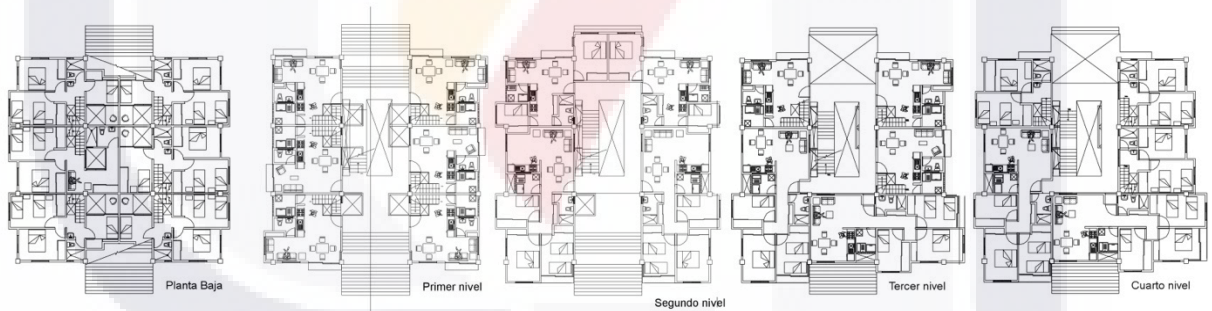 Planta Baja
Primer nivel
Segundo nivel
Tercer nivel
Cuarto nivel